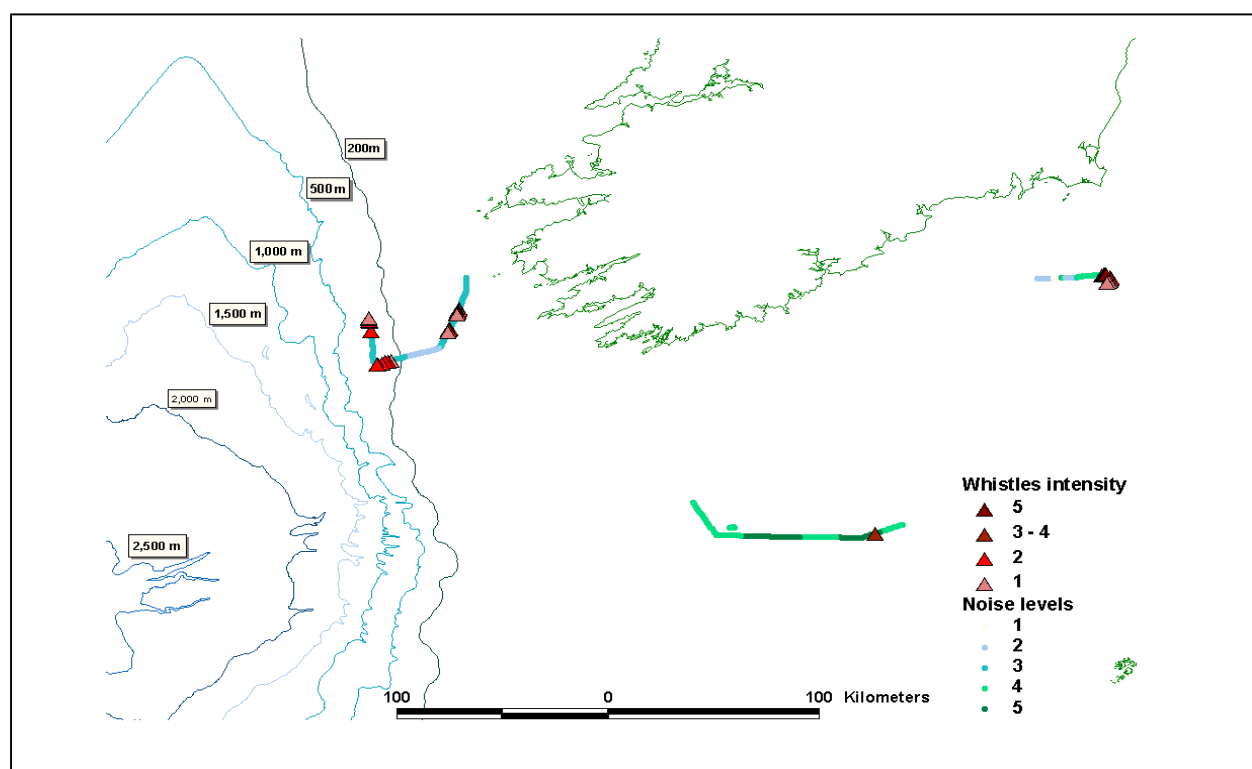 200m
500 m
1,000 m
1,500 m
2,000 m
2,500 m
Whistles intensity
5
3 - 4
2
1
Noise levels
1
2
3
4
5
100 0 100 Kilometers